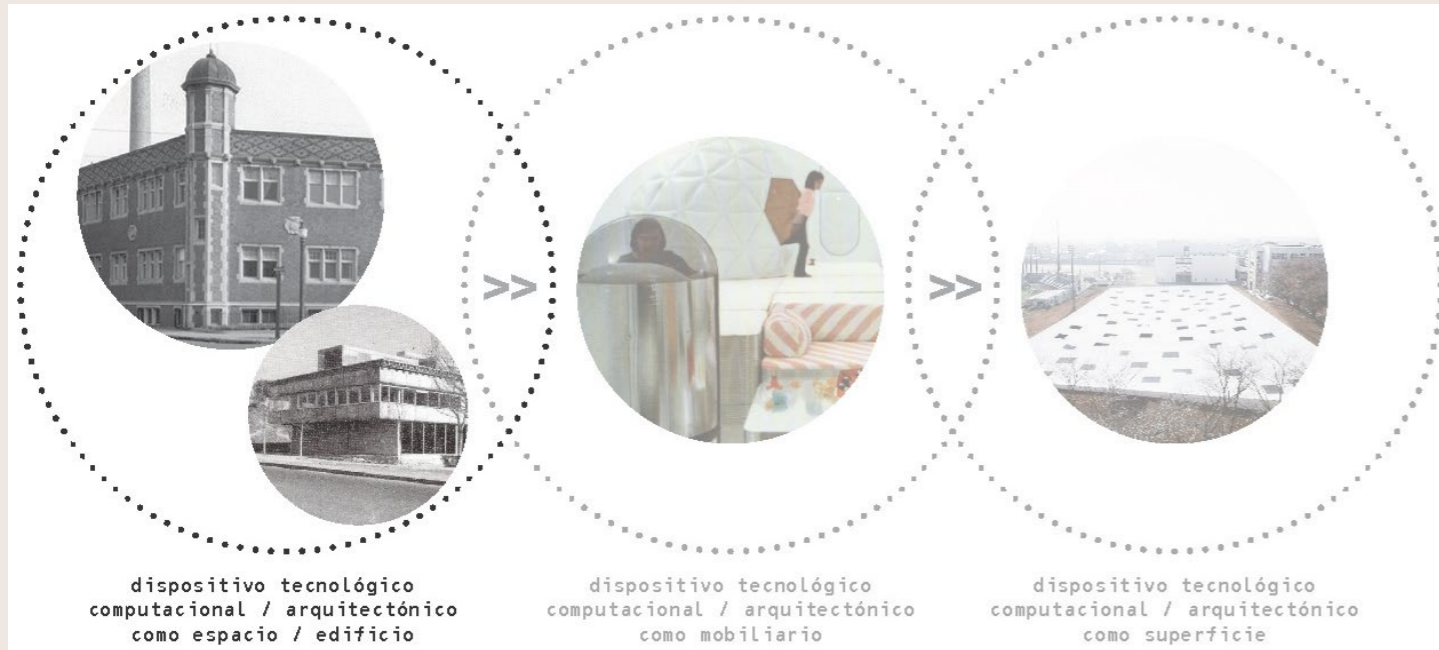 >>
>>
dispositivo tecnológico
computacional / arquitectónico
como espacio / edificio
dispositivo tecnológico
computacional / arquitectónico
como mobiliario
dispositivo tecnológico
computacional / arquitectónico
como superficie